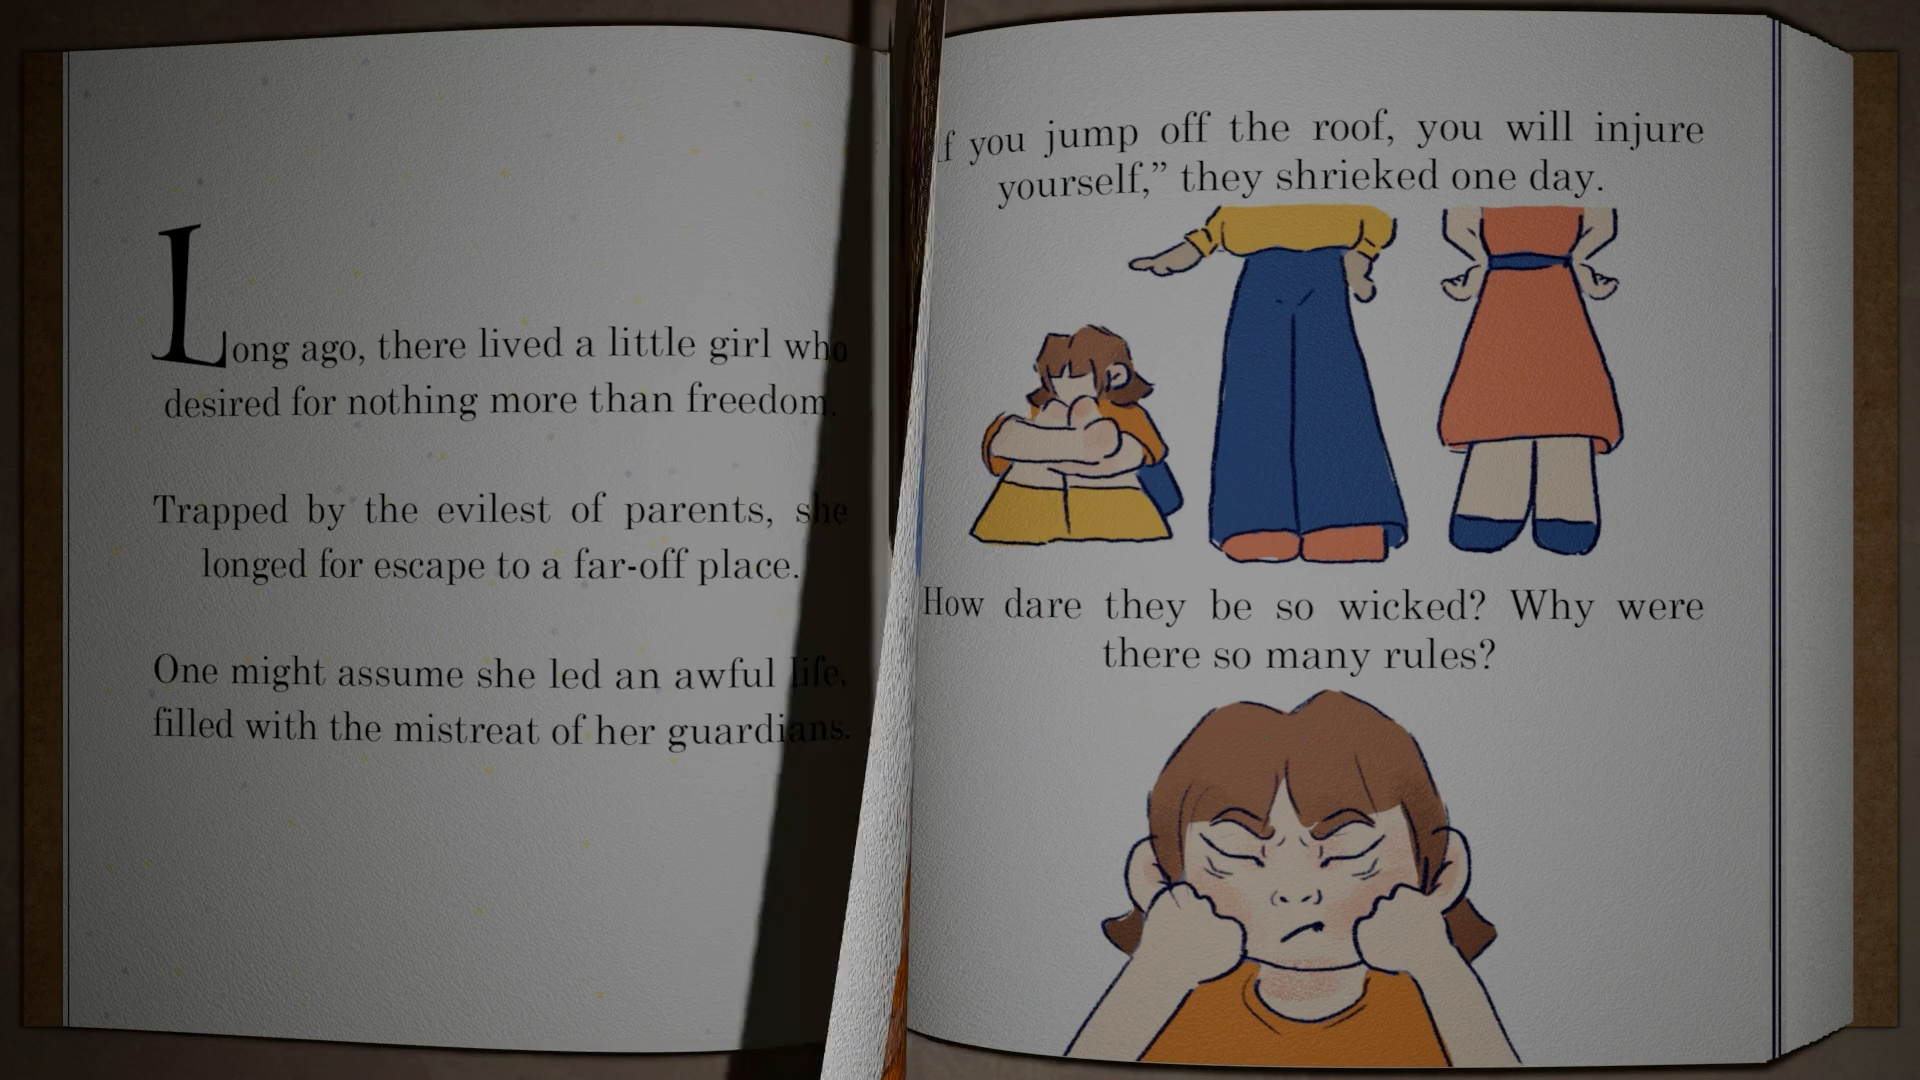 Long ago, there lived a little girl who
desired for nothing more than freedom.
Trapped by the evilest of parents, she
longed for escape to a far-off place.
One might assume she led an awful life,
filled with the mistreat of her guardians.
f you jump off the roof, you will injure
yourself,” they shrieked one day.
How dare they be so wicked? Why were
there so many rules?